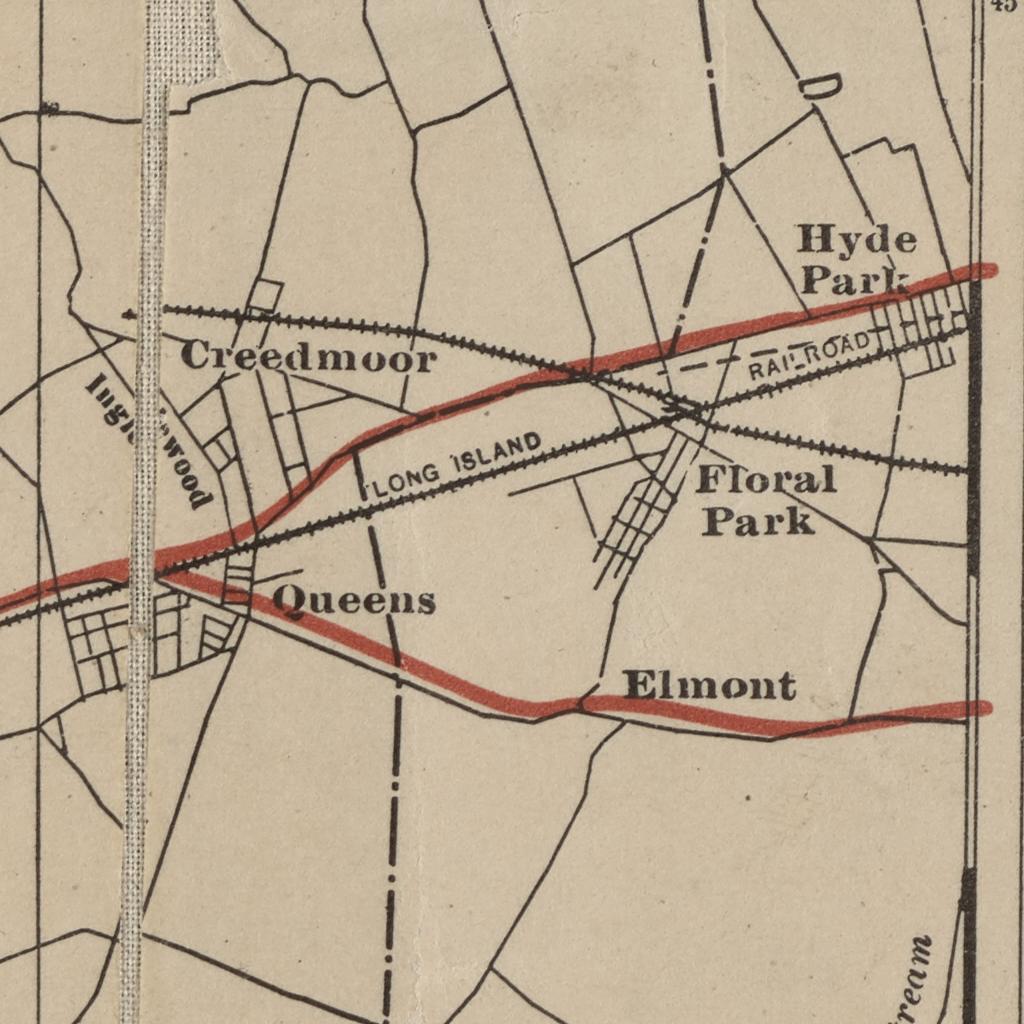 45
D
Hyde
Park
Creedmoor
RAILROAD
Inglewood
LONG ISLAND
Floral
Park
Queens
Elmont
ream